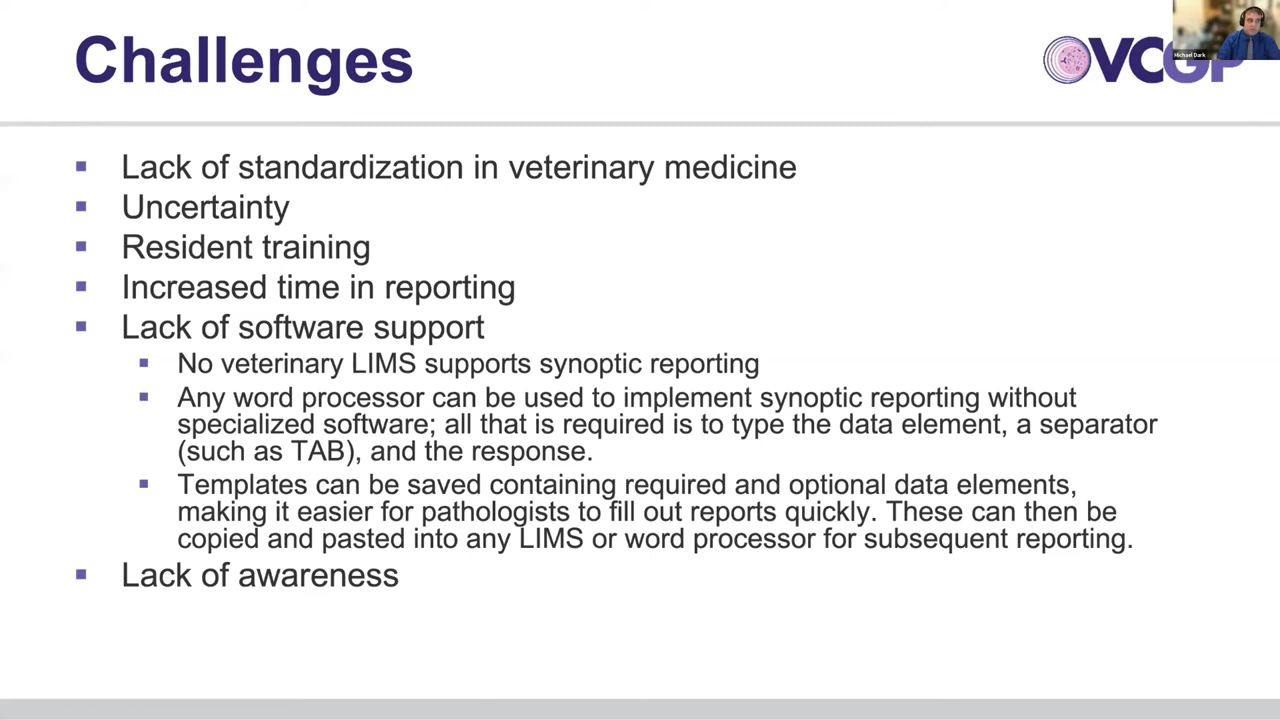 Challenges
VCGP
Michael Dark
Lack of standardization in veterinary medicine
Uncertainty
Resident training
Increased time in reporting
Lack of software support
No veterinary LIMS supports synoptic reporting
Any word processor can be used to implement synoptic reporting without
specialized software; all that is required is to type the data element, a separator
(such as TAB), and the response.
Templates can be saved containing required and optional data elements,
making it easier for pathologists to fill out reports quickly. These can then be
copied and pasted into any LIMS or word processor for subsequent reporting.
Lack of awareness